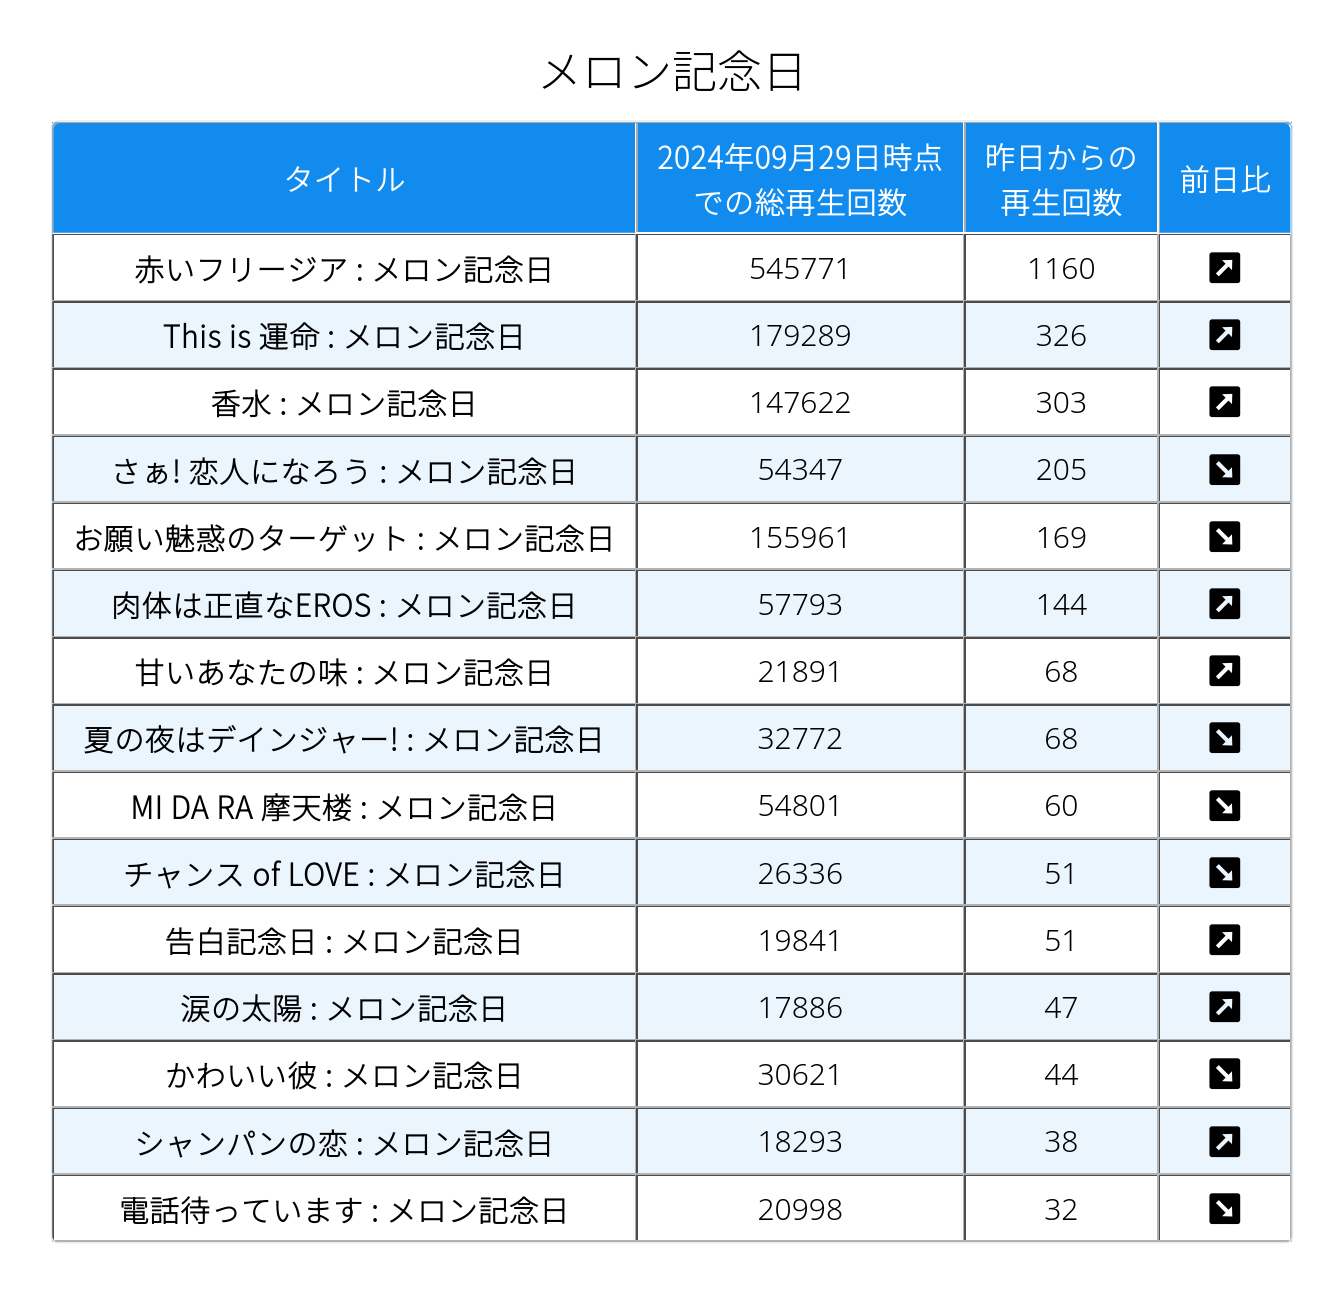 メロン記念日
タイトル 2024年09月29日時点での総再生回数 昨日からの再生回数 前日比
赤いフリージア : メロン記念日 545771 1160 ↗
This is 運命 : メロン記念日 179289 326 ↗
香水 : メロン記念日 147622 303 ↗
さぁ! 恋人になろう : メロン記念日 54347 205 ↘
お願い魅惑のターゲット : メロン記念日 155961 169 ↘
肉体は正直なEROS : メロン記念日 57793 144 ↗
甘いあなたの味 : メロン記念日 21891 68 ↗
夏の夜はデインジャー! : メロン記念日 32772 68 ↘
MI DA RA 摩天楼 : メロン記念日 54801 60 ↘
チャンス of LOVE : メロン記念日 26336 51 ↘
告白記念日 : メロン記念日 19841 51 ↗
涙の太陽 : メロン記念日 17886 47 ↗
かわいい彼 : メロン記念日 30621 44 ↘
シャンパンの恋 : メロン記念日 18293 38 ↗
電話待っています : メロン記念日 20998 32 ↘